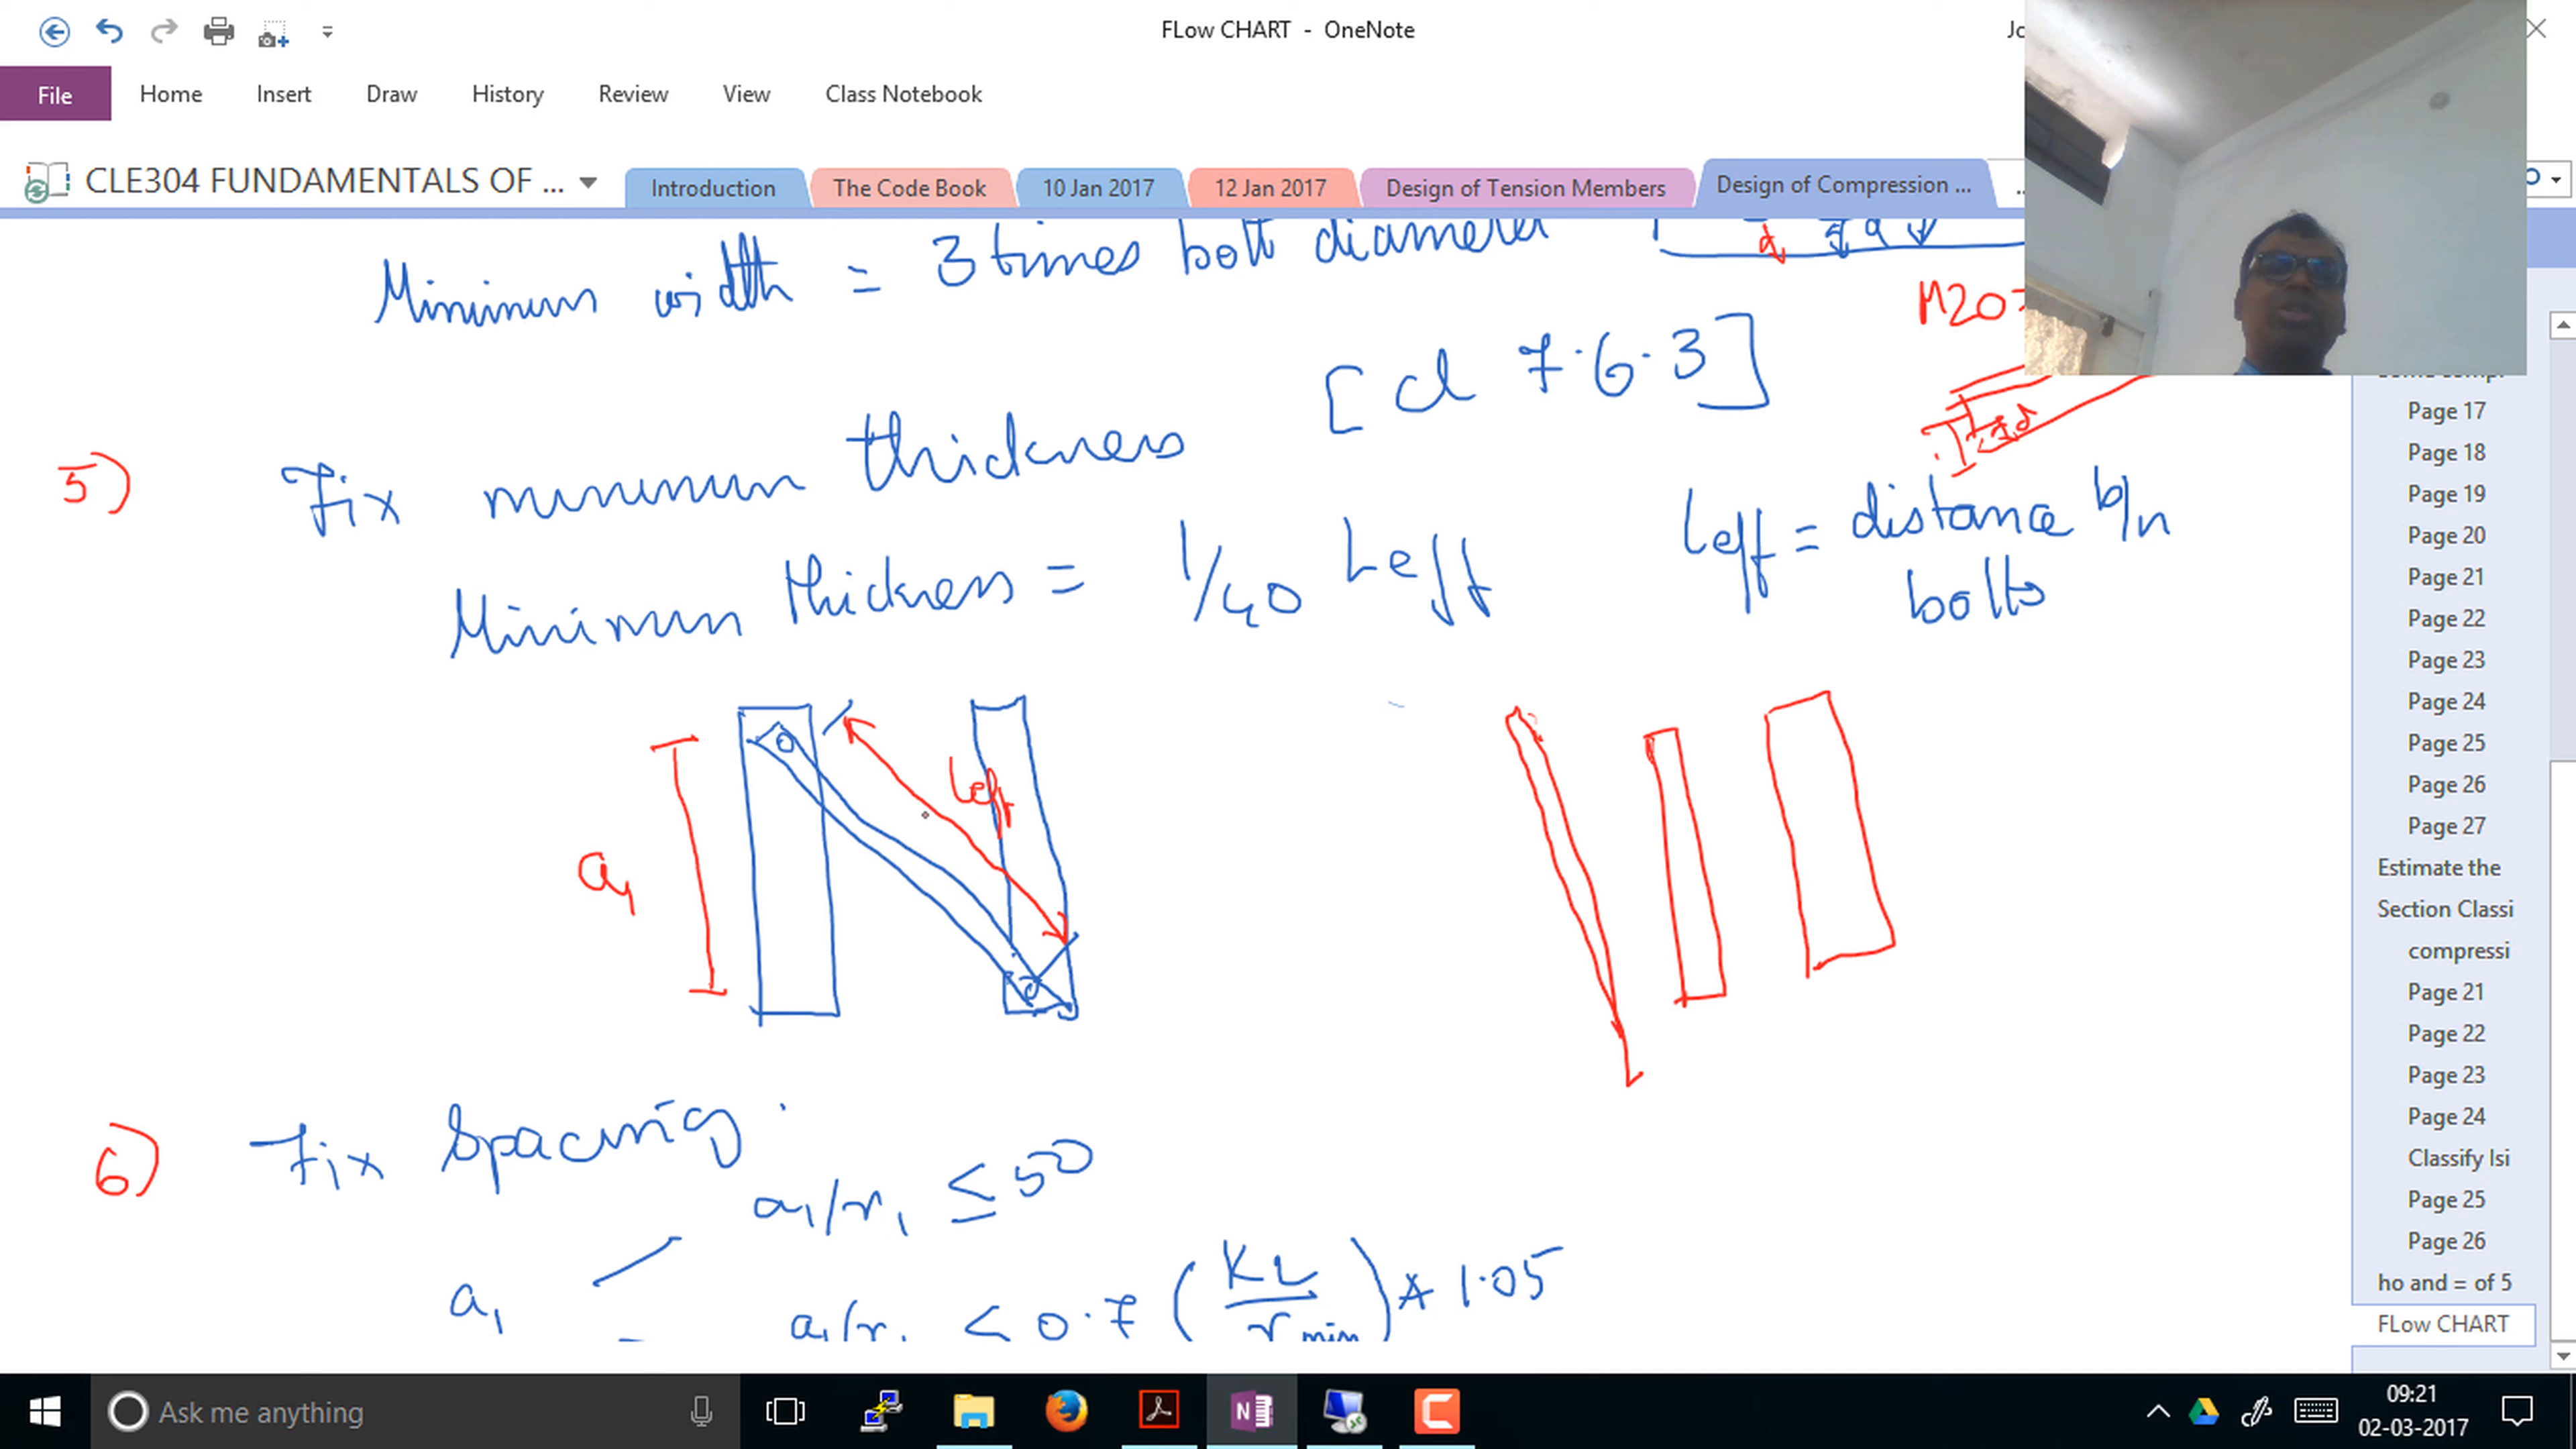 FLow CHART - OneNote
Jo
File Home Insert Draw History Review View Class Notebook
CLE304 FUNDAMENTALS OF ... Introduction The Code Book 10 Jan 2017 12 Jan 2017 Design of Tension Members Design of Compression ... ..
Minimum width = 3 times bolt diameter
d
M20
[cl 7.6.3]
5) Fix minimum thickness
Minimum thickness = 1/40 Leff
Leff = distance b/n
bolts
Leff
a1
6) Fix Spacing.
a1/r1 ≤ 50
a1
a1/r1 < 0.7 (KL/rmin) * 1.05
Page 17
Page 18
Page 19
Page 20
Page 21
Page 22
Page 23
Page 24
Page 25
Page 26
Page 27
Estimate the
Section Classi
compressi
Page 21
Page 22
Page 23
Page 24
Classify Isi
Page 25
Page 26
ho and = of 5
FLow CHART
Ask me anything
09:21
02-03-2017